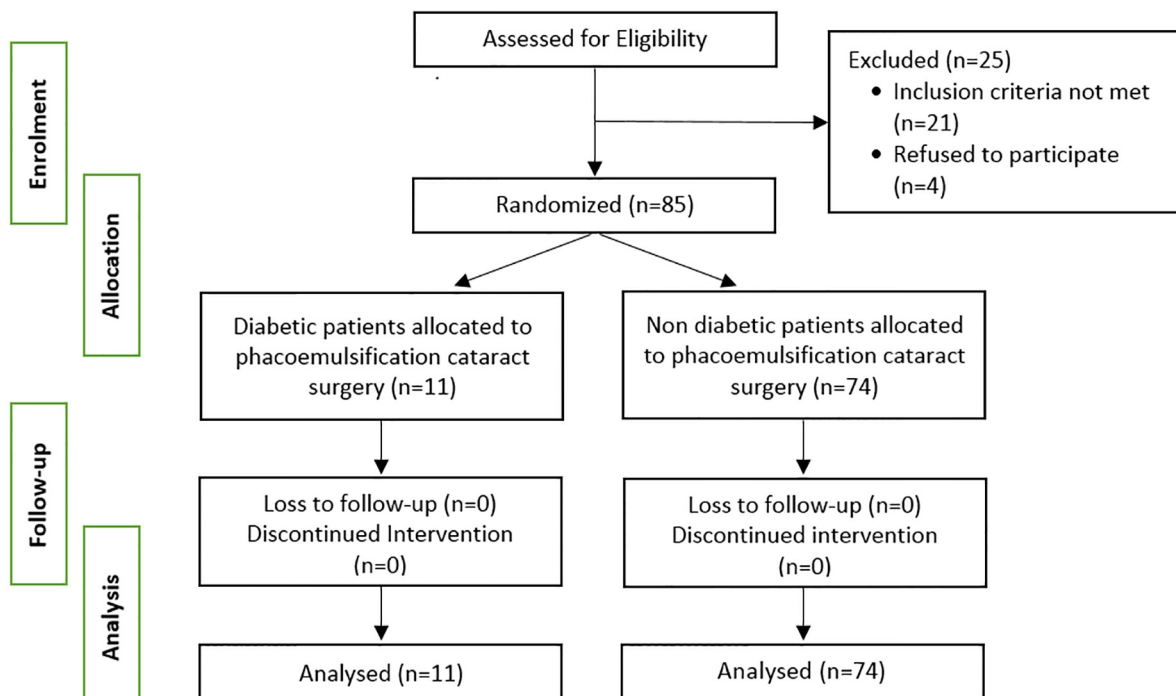 Assessed for Eligibility
Excluded (n=25)
• Inclusion criteria not met
(n=21)
• Refused to participate
(n=4)
Enrolment
Randomized (n=85)
Allocation
Diabetic patients allocated to
phacoemulsification cataract
surgery (n=11)
Non diabetic patients allocated
to phacoemulsification cataract
surgery (n=74)
Follow-up
Loss to follow-up (n=0)
Discontinued Intervention
(n=0)
Loss to follow-up (n=0)
Discontinued intervention
(n=0)
Analysis
Analysed (n=11)
Analysed (n=74)